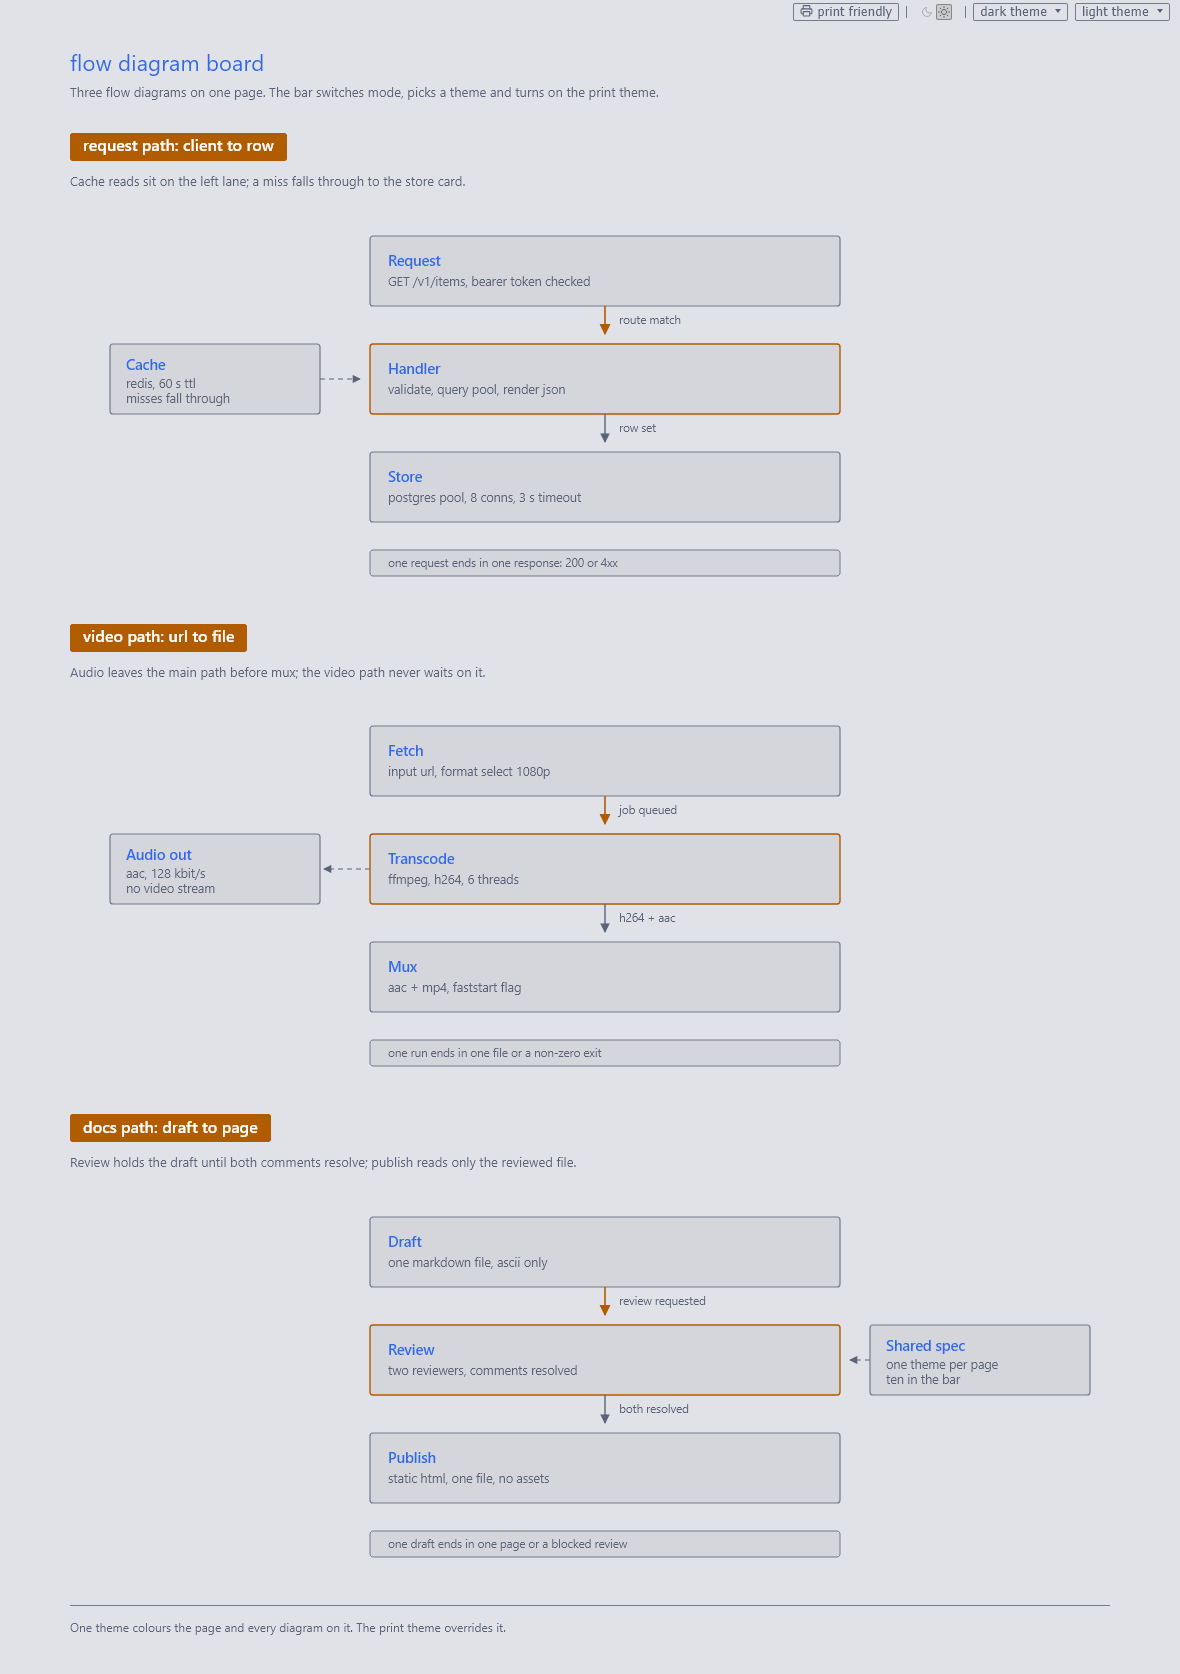 print friendly | | dark theme light theme
flow diagram board
Three flow diagrams on one page. The bar switches mode, picks a theme and turns on the print theme.
request path: client to row
Cache reads sit on the left lane; a miss falls through to the store card.
Request
GET /v1/items, bearer token checked
route match
Cache
redis, 60 s ttl
misses fall through
Handler
validate, query pool, render json
row set
Store
postgres pool, 8 conns, 3 s timeout
one request ends in one response: 200 or 4xx
video path: url to file
Audio leaves the main path before mux; the video path never waits on it.
Fetch
input url, format select 1080p
job queued
Audio out
aac, 128 kbit/s
no video stream
Transcode
ffmpeg, h264, 6 threads
h264 + aac
Mux
aac + mp4, faststart flag
one run ends in one file or a non-zero exit
docs path: draft to page
Review holds the draft until both comments resolve; publish reads only the reviewed file.
Draft
one markdown file, ascii only
review requested
Review
two reviewers, comments resolved
Shared spec
one theme per page
ten in the bar
both resolved
Publish
static html, one file, no assets
one draft ends in one page or a blocked review
One theme colours the page and every diagram on it. The print theme overrides it.